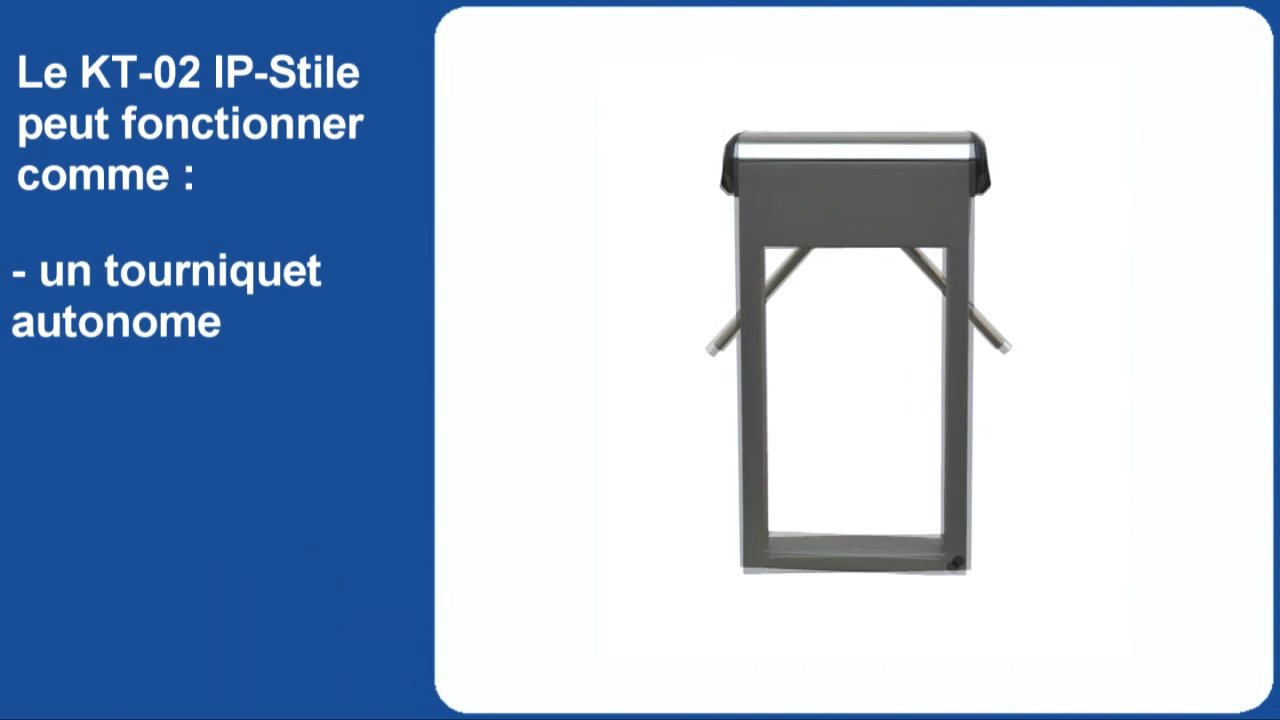 Le KT-02 IP-Stile
peut fonctionner
comme :
- un tourniquet
autonome